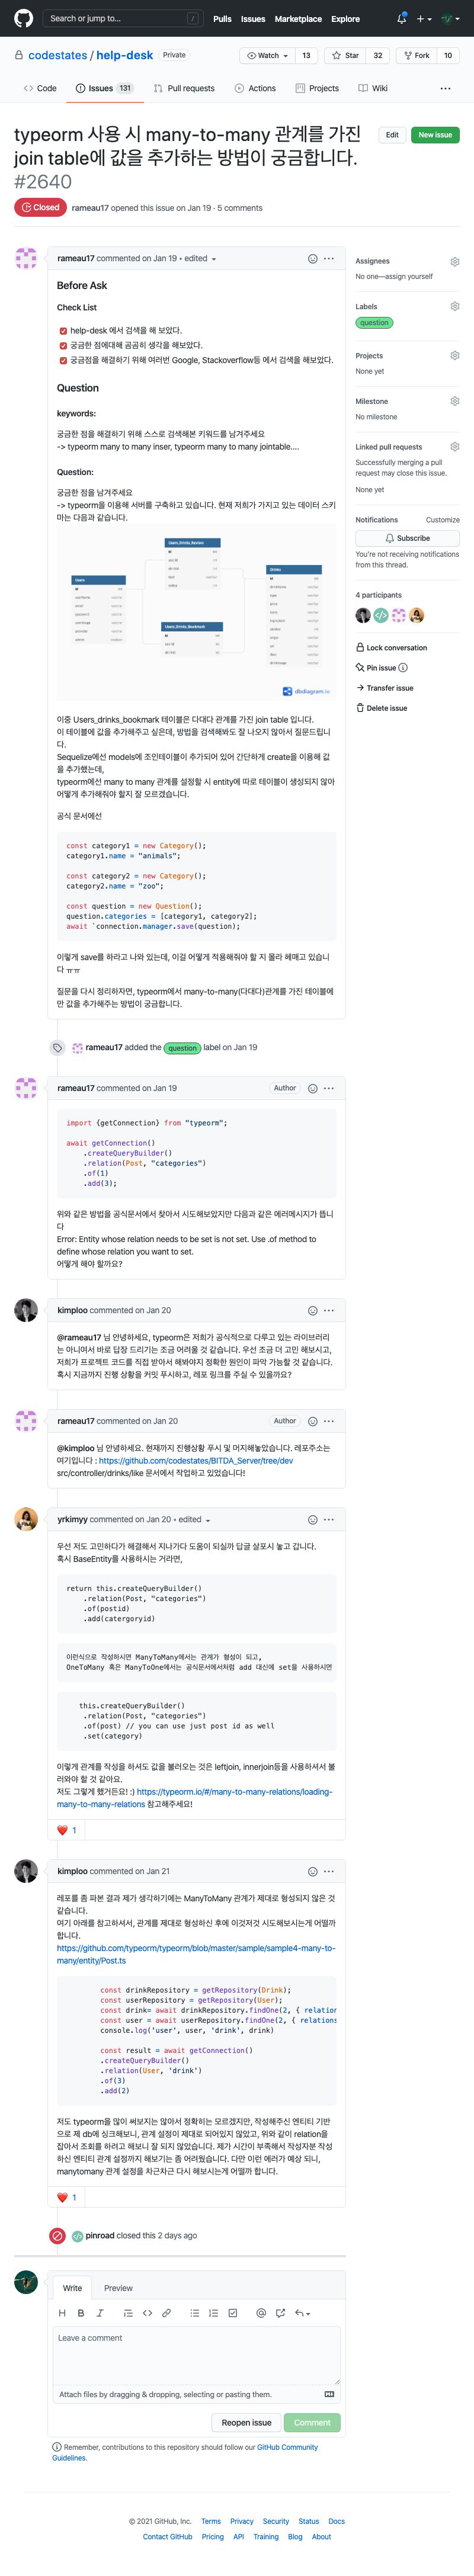 Search or jump to...
/
Pulls Issues Marketplace Explore
codestates / help-desk Private
Watch 13 Star 32 Fork 10
Code Issues 131 Pull requests Actions Projects Wiki
typeorm 사용 시 many-to-many 관계를 가진
join table에 값을 추가하는 방법이 궁금합니다.
#2640
Edit New issue
Closed rameau17 opened this issue on Jan 19 · 5 comments
rameau17 commented on Jan 19 • edited
Before Ask
Check List
help-desk 에서 검색을 해 보았다.
궁금한 점에대해 곰곰히 생각을 해보았다.
궁금점을 해결하기 위해 여러번 Google, Stackoverflow등 에서 검색을 해보았다.
Question
keywords:
궁금한 점을 해결하기 위해 스스로 검색해본 키워드를 남겨주세요
-> typeorm many to many inser, typeorm many to many jointable....
Question:
궁금한 점을 남겨주세요
-> typeorm을 이용해 서버를 구축하고 있습니다. 현재 저희가 가지고 있는 데이터 스키
마는 다음과 같습니다.
Users
Users_Drinks_Review
Drinks
Users_Drinks_Bookmark
dbdiagram.io
이중 Users_drinks_bookmark 테이블은 다대다 관계를 가진 join table 입니다.
이 테이블에 값을 추가해주고 싶은데, 방법을 검색해봐도 잘 나오지 않아서 질문드립니
다.
Sequelize에선 models에 조인테이블이 추가되어 있어 간단하게 create을 이용해 값
을 추가했는데,
typeorm에선 many to many 관계를 설정할 시 entity에 따로 테이블이 생성되지 않아
어떻게 추가해줘야 할지 잘 모르겠습니다.
공식 문서에선
const category1 = new Category();
category1.name = "animals";
const category2 = new Category();
category2.name = "zoo";
const question = new Question();
question.categories = [category1, category2];
await `connection.manager.save(question);
이렇게 save를 하라고 나와 있는데, 이걸 어떻게 적용해줘야 할 지 몰라 헤매고 있습니
다 ㅠㅠ
질문을 다시 정리하자면, typeorm에서 many-to-many(다대다)관계를 가진 테이블에
만 값을 추가해주는 방법이 궁금합니다.
rameau17 added the question label on Jan 19
rameau17 commented on Jan 19 Author
import {getConnection} from "typeorm";
await getConnection()
.createQueryBuilder()
.relation(Post, "categories")
.of(1)
.add(3);
위와 같은 방법을 공식문서에서 찾아서 시도해보았지만 다음과 같은 에러메시지가 뜹니
다
Error: Entity whose relation needs to be set is not set. Use .of method to
define whose relation you want to set.
어떻게 해야 할까요?
kimploo commented on Jan 20
@rameau17 님 안녕하세요, typeorm은 저희가 공식적으로 다루고 있는 라이브러리
는 아니어서 바로 답장 드리기는 조금 어려울 것 같습니다. 우선 조금 더 고민 해보시고,
저희가 프로젝트 코드를 직접 받아서 해봐야지 정확한 원인이 파악 가능할 것 같습니다.
혹시 지금까지 진행 상황을 커밋 푸시하고, 레포 링크를 주실 수 있을까요?
rameau17 commented on Jan 20 Author
@kimploo 님 안녕하세요. 현재까지 진행상황 푸시 및 머지해놓았습니다. 레포주소는
여기입니다 : https://github.com/codestates/BITDA_Server/tree/dev
src/controller/drinks/like 문서에서 작업하고 있었습니다!
yrkimyy commented on Jan 20 • edited
우선 저도 고민하다가 해결해서 지나가다 도움이 되실까 답글 살포시 놓고 갑니다.
혹시 BaseEntity를 사용하시는 거라면,
return this.createQueryBuilder()
.relation(Post, "categories")
.of(postid)
.add(catergoryid)
이런식으로 작성하시면 ManyToMany에서는 관계가 형성이 되고,
OneToMany 혹은 ManyToOne에서는 공식문서에서처럼 add 대신에 set을 사용하시면
this.createQueryBuilder()
.relation(Post, "categories")
.of(post) // you can use just post id as well
.set(category)
이렇게 관계를 작성을 하셔도 값을 불러오는 것은 leftjoin, innerjoin등을 사용하셔서 불
러와야 할 것 같아요.
저도 그렇게 했거든요! :) https://typeorm.io/#/many-to-many-relations/loading-
many-to-many-relations 참고해주세요!
1
kimploo commented on Jan 21
레포를 좀 파본 결과 제가 생각하기에는 ManyToMany 관계가 제대로 형성되지 않은 것
같습니다.
여기 아래를 참고하셔서, 관계를 제대로 형성하신 후에 이것저것 시도해보시는게 어떨까
합니다.
https://github.com/typeorm/typeorm/blob/master/sample/sample4-many-to-
many/entity/Post.ts
const drinkRepository = getRepository(Drink);
const userRepository = getRepository(User);
const drink= await drinkRepository.findOne(2, { relation
const user = await userRepository.findOne(2, { relations
console.log('user', user, 'drink', drink)
const result = await getConnection()
.createQueryBuilder()
.relation(User, 'drink')
.of(3)
.add(2)
저도 typeorm을 많이 써보지는 않아서 정확히는 모르겠지만, 작성해주신 엔티티 기반
으로 제 db에 싱크해보니, 관계 설정이 제대로 되어있지 않았고, 위와 같이 relation을
잡아서 조회를 하려고 해보니 잘 되지 않았습니다. 제가 시간이 부족해서 작성자분 작성
하신 엔티티 관계 설정까지 해보기는 좀 어려웠습니다. 다만 이런 에러가 예상 되니,
manytomany 관계 설정을 차근차근 다시 해보시는게 어떨까 합니다.
1
pinroad closed this 2 days ago
Write Preview
Leave a comment
Attach files by dragging & dropping, selecting or pasting them.
Reopen issue Comment
Remember, contributions to this repository should follow our GitHub Community
Guidelines.
Assignees
No one—assign yourself
Labels
question
Projects
None yet
Milestone
No milestone
Linked pull requests
Successfully merging a pull
request may close this issue.
None yet
Notifications Customize
Subscribe
You're not receiving notifications
from this thread.
4 participants
Lock conversation
Pin issue
Transfer issue
Delete issue
© 2021 GitHub, Inc. Terms Privacy Security Status Docs
Contact GitHub Pricing API Training Blog About